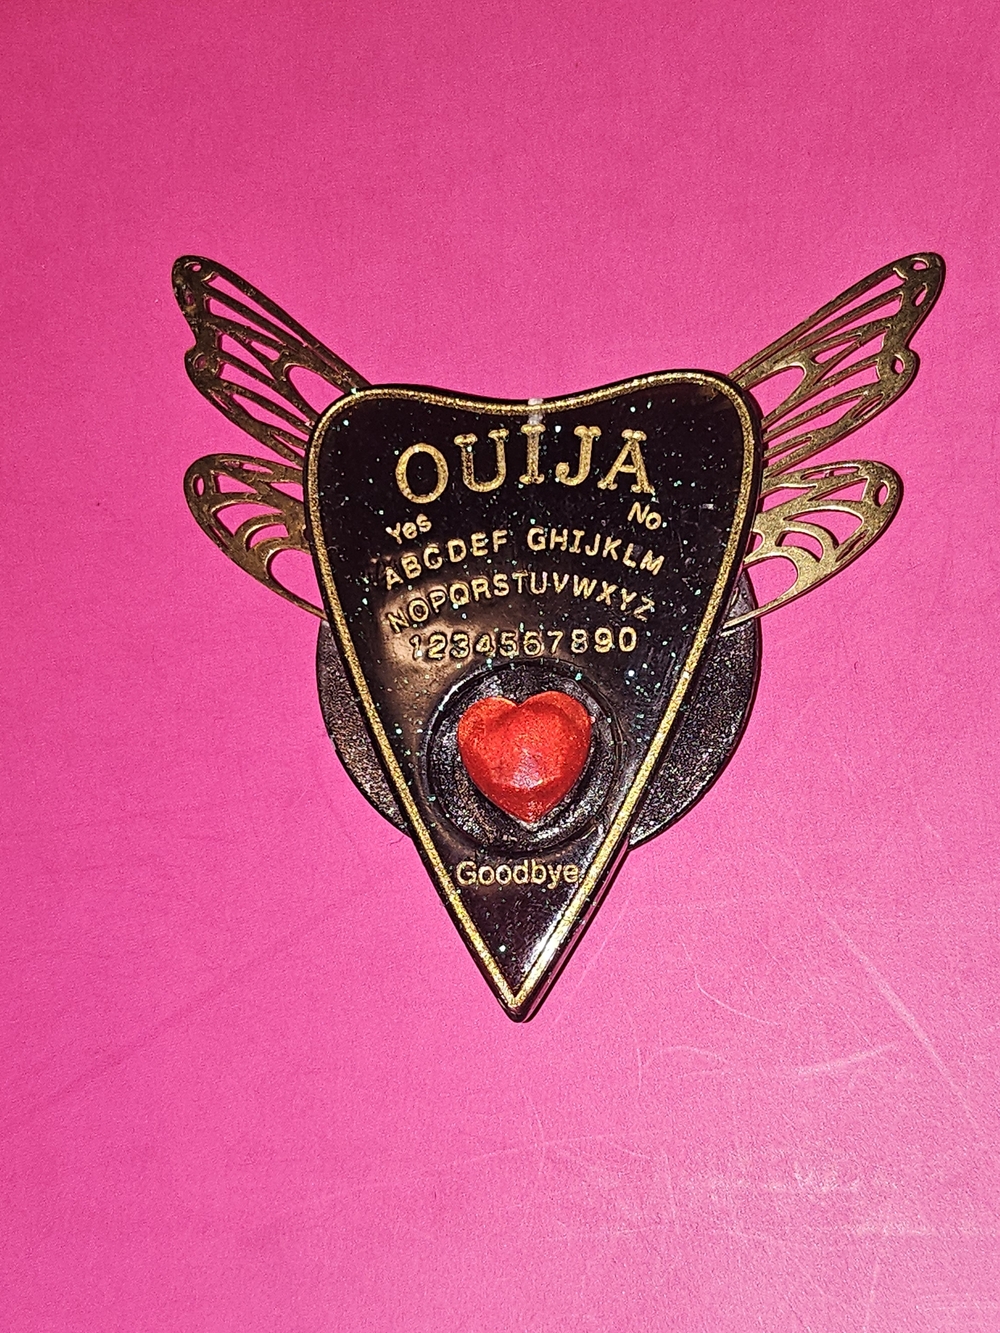 OUIJA
Yes No
ABCDEF GHIJKLM
NOPQRSTUVWXYZ
1234567890
Goodbye